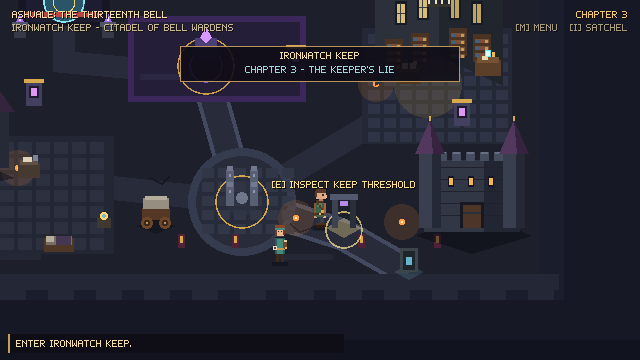 ASHVALE: THE THIRTEENTH BELL
IRONWATCH KEEP - CITADEL OF BELL WARDENS
CHAPTER 3
[M] MENU [I] SATCHEL
IRONWATCH KEEP
CHAPTER 3 - THE KEEPER'S LIE
[E] INSPECT KEEP THRESHOLD
ENTER IRONWATCH KEEP.